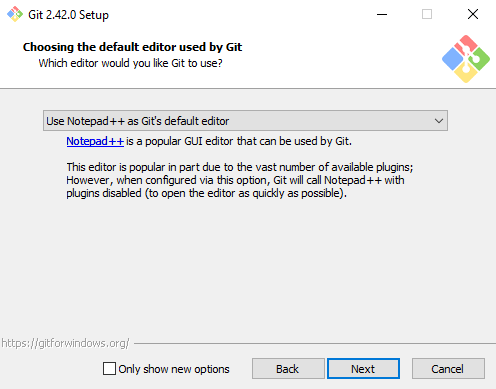 Git 2.42.0 Setup
Choosing the default editor used by Git
Which editor would you like Git to use?
Use Notepad++ as Git's default editor
Notepad++ is a popular GUI editor that can be used by Git.
This editor is popular in part due to the vast number of available plugins;
However, when configured via this option, Git will call Notepad++ with
plugins disabled (to open the editor as quickly as possible).
https://gitforwindows.org/
Only show new options
Back
Next
Cancel